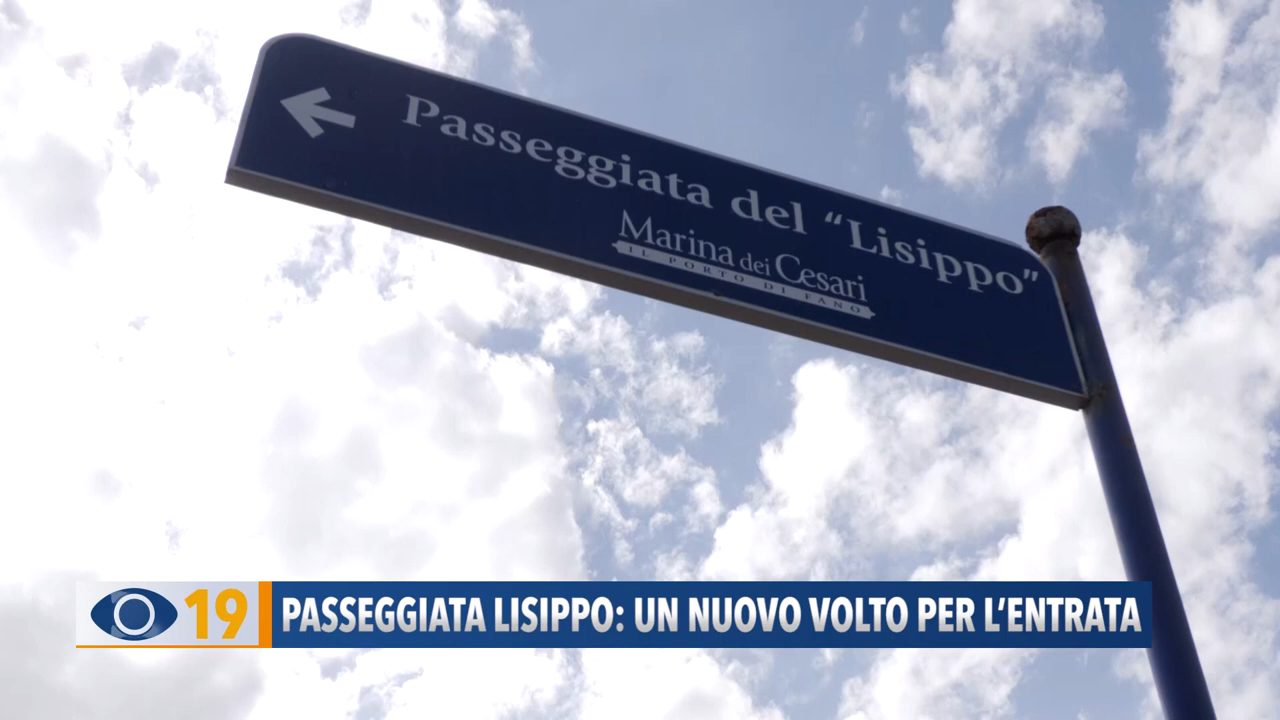 Passeggiata del “Lisippo”
Marina dei Cesari
IL PORTO DI FANO
19 PASSEGGIATA LISIPPO: UN NUOVO VOLTO PER L’ENTRATA